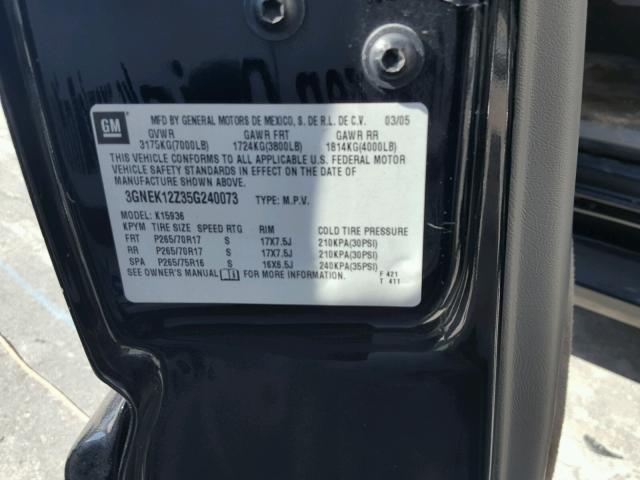 GM
MFD BY GENERAL MOTORS DE MEXICO, S. DE R.L. DE C.V. 03/05
GVWR GAWR FRT GAWR RR
3175KG(7000LB) 1724KG(3800LB) 1814KG(4000LB)
THIS VEHICLE CONFORMS TO ALL APPLICABLE U.S. FEDERAL MOTOR
VEHICLE SAFETY STANDARDS IN EFFECT ON THE DATE OF
MANUFACTURE SHOWN ABOVE.
3GNEK12Z35G240073 TYPE: M.P.V.
MODEL: K15936
KPYM TIRE SIZE SPEED RTG RIM COLD TIRE PRESSURE
FRT P265/70R17 S 17X7.5J 210KPA(30PSI)
RR P265/70R17 S 17X7.5J 210KPA(30PSI)
SPA P265/75R16 S 16X6.5J 240KPA(35PSI)
SEE OWNER'S MANUAL FOR MORE INFORMATION. F 421
T 411